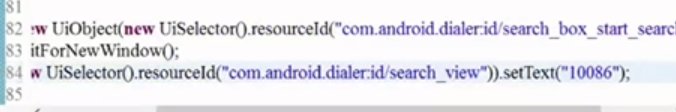 81
82 w UiObject(new UiSelector().resourceId("com.android.dialer:id/search_box_start_searc
83 itForNewWindow();
84 w UiSelector().resourceId("com.android.dialer:id/search_view")).setText("10086");
85